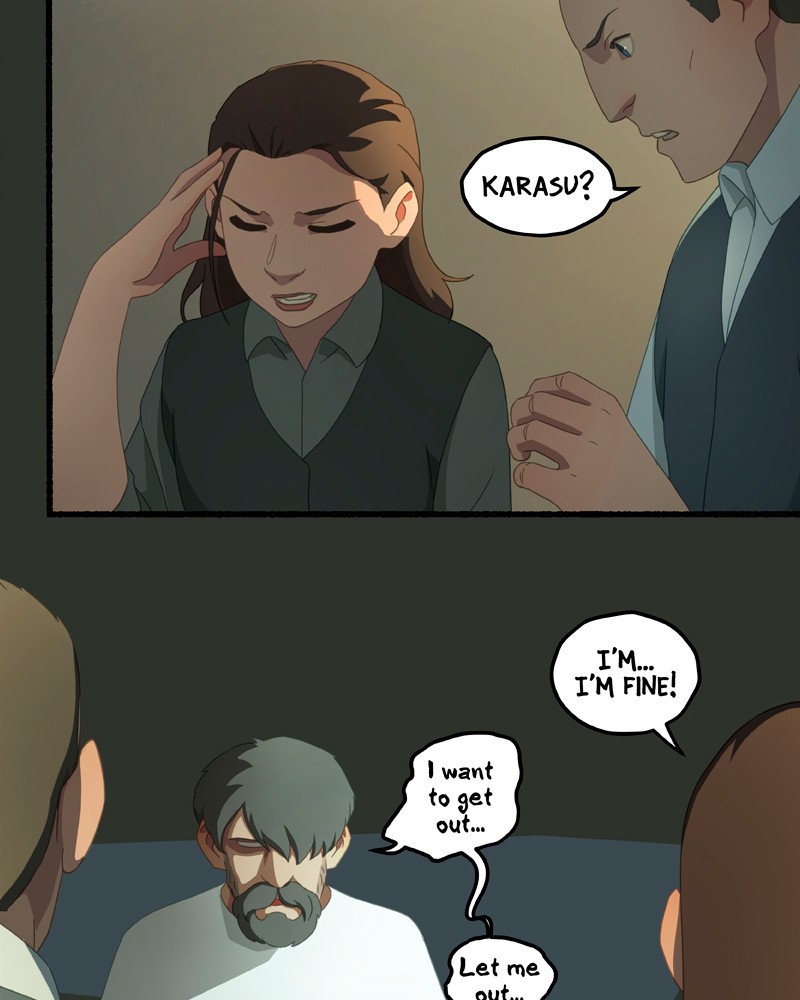 KARASU?
I'M...
I'M FINE!
I want
to get
out...
Let me
out...